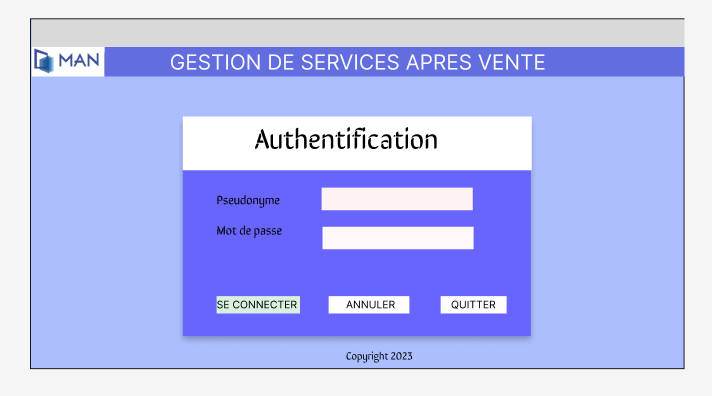 MAN
GESTION DE SERVICES APRES VENTE
Authentification
Pseudonyme
Mot de passe
SE CONNECTER
ANNULER
QUITTER
Copyright 2023